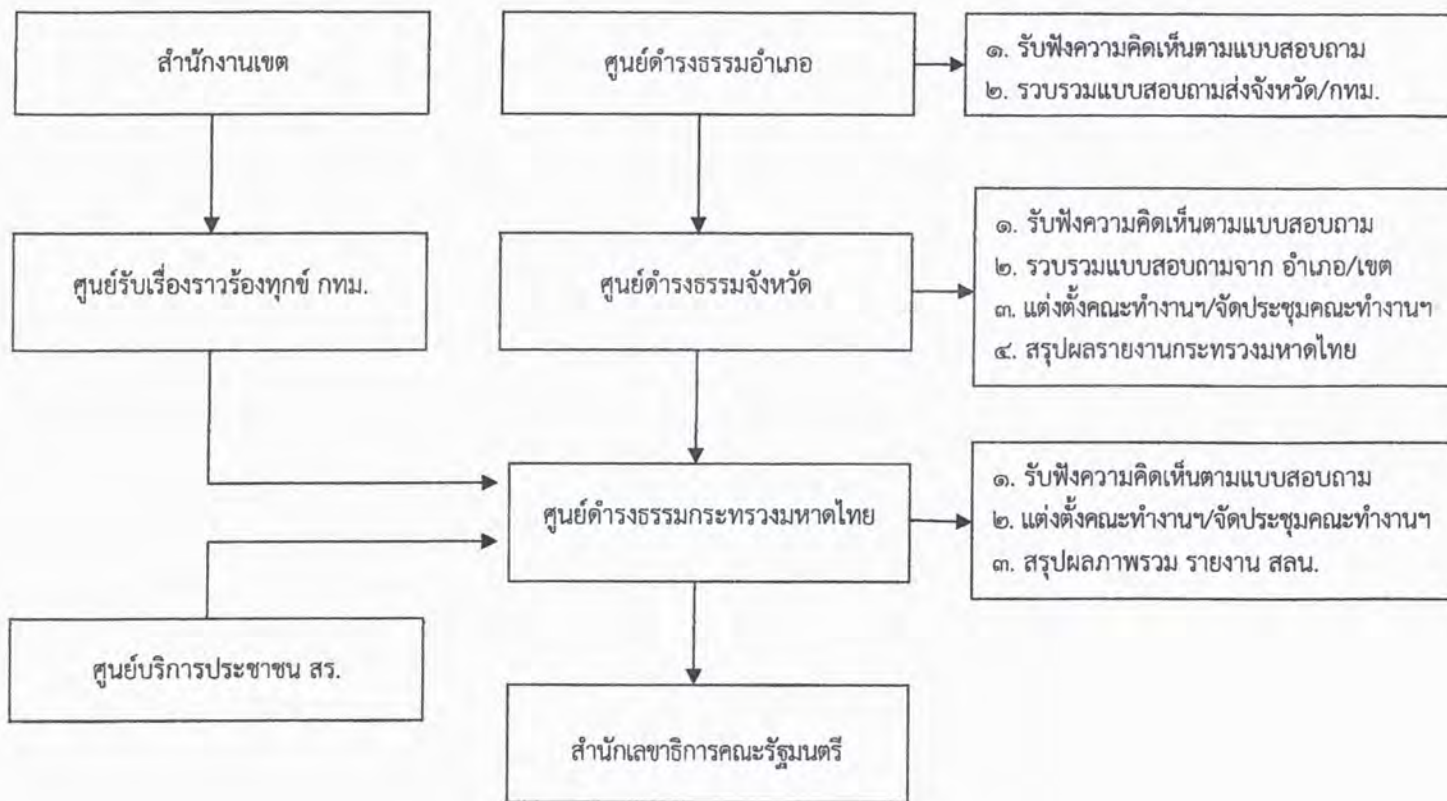 สำนักงานเขต
ศูนย์ดำรงธรรมอำเภอ
๑. รับฟังความคิดเห็นตามแบบสอบถาม
๒. รวบรวมแบบสอบถามส่งจังหวัด/กทม.
ศูนย์รับเรื่องราวร้องทุกข์ กทม.
ศูนย์ดำรงธรรมจังหวัด
๑. รับฟังความคิดเห็นตามแบบสอบถาม
๒. รวบรวมแบบสอบถามจาก อำเภอ/เขต
๓. แต่งตั้งคณะทำงานฯ/จัดประชุมคณะทำงานฯ
๔. สรุปผลรายงานกระทรวงมหาดไทย
ศูนย์ดำรงธรรมกระทรวงมหาดไทย
๑. รับฟังความคิดเห็นตามแบบสอบถาม
๒. แต่งตั้งคณะทำงานฯ/จัดประชุมคณะทำงานฯ
๓. สรุปผลภาพรวม รายงาน สลน.
ศูนย์บริการประชาชน สร.
สำนักเลขาธิการคณะรัฐมนตรี